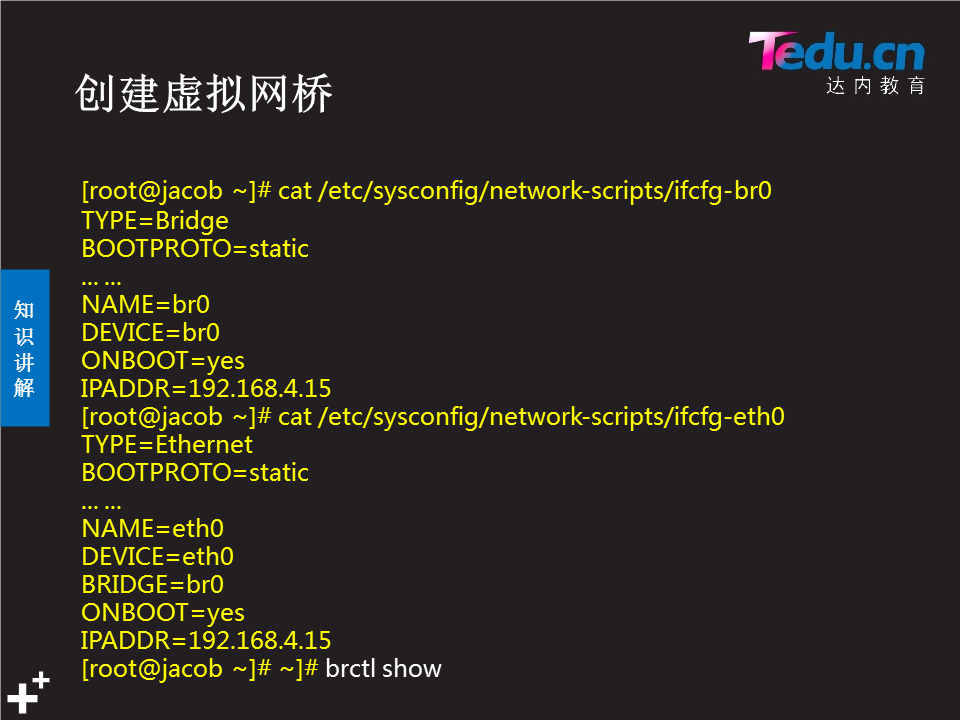 Tedu.cn
达内教育
创建虚拟网桥
[root@jacob ~]# cat /etc/sysconfig/network-scripts/ifcfg-br0
TYPE=Bridge
BOOTPROTO=static
... ...
NAME=br0
DEVICE=br0
ONBOOT=yes
IPADDR=192.168.4.15
[root@jacob ~]# cat /etc/sysconfig/network-scripts/ifcfg-eth0
TYPE=Ethernet
BOOTPROTO=static
... ...
NAME=eth0
DEVICE=eth0
BRIDGE=br0
ONBOOT=yes
IPADDR=192.168.4.15
[root@jacob ~]# ~]# brctl show
知
识
讲
解